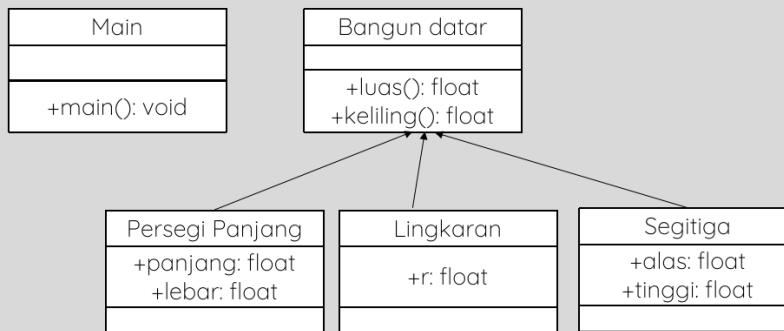 Main
+main(): void
Bangun datar
+luas(): float
+keliling(): float
Persegi Panjang
+panjang: float
+lebar: float
Lingkaran
+r: float
Segitiga
+alas: float
+tinggi: float